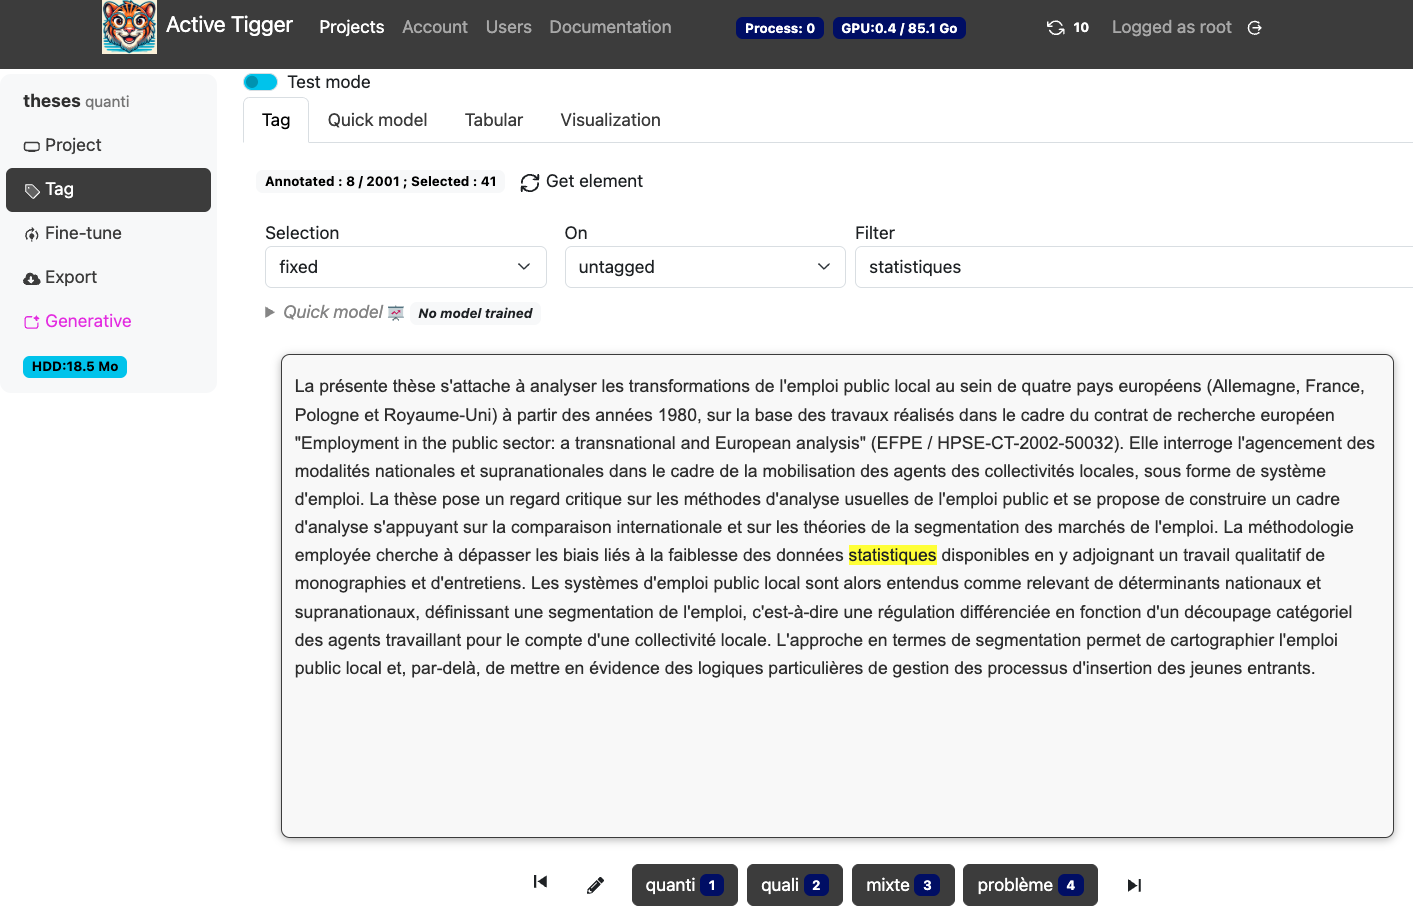 Active Tigger Projects Account Users Documentation Process: 0 GPU:0.4 / 85.1 Go 10 Logged as root
theses quanti
Project
Tag
Fine-tune
Export
Generative
HDD:18.5 Mo
Test mode
Tag Quick model Tabular Visualization
Annotated : 8 / 2001 ; Selected : 41 Get element
Selection On Filter
fixed untagged statistiques
Quick model No model trained
La présente thèse s'attache à analyser les transformations de l'emploi public local au sein de quatre pays européens (Allemagne, France,
Pologne et Royaume-Uni) à partir des années 1980, sur la base des travaux réalisés dans le cadre du contrat de recherche européen
"Employment in the public sector: a transnational and European analysis" (EFPE / HPSE-CT-2002-50032). Elle interroge l'agencement des
modalités nationales et supranationales dans le cadre de la mobilisation des agents des collectivités locales, sous forme de système
d'emploi. La thèse pose un regard critique sur les méthodes d'analyse usuelles de l'emploi public et se propose de construire un cadre
d'analyse s'appuyant sur la comparaison internationale et sur les théories de la segmentation des marchés de l'emploi. La méthodologie
employée cherche à dépasser les biais liés à la faiblesse des données statistiques disponibles en y adjoignant un travail qualitatif de
monographies et d'entretiens. Les systèmes d'emploi public local sont alors entendus comme relevant de déterminants nationaux et
supranationaux, définissant une segmentation de l'emploi, c'est-à-dire une régulation différenciée en fonction d'un découpage catégoriel
des agents travaillant pour le compte d'une collectivité locale. L'approche en termes de segmentation permet de cartographier l'emploi
public local et, par-delà, de mettre en évidence des logiques particulières de gestion des processus d'insertion des jeunes entrants.
quanti 1 quali 2 mixte 3 problème 4